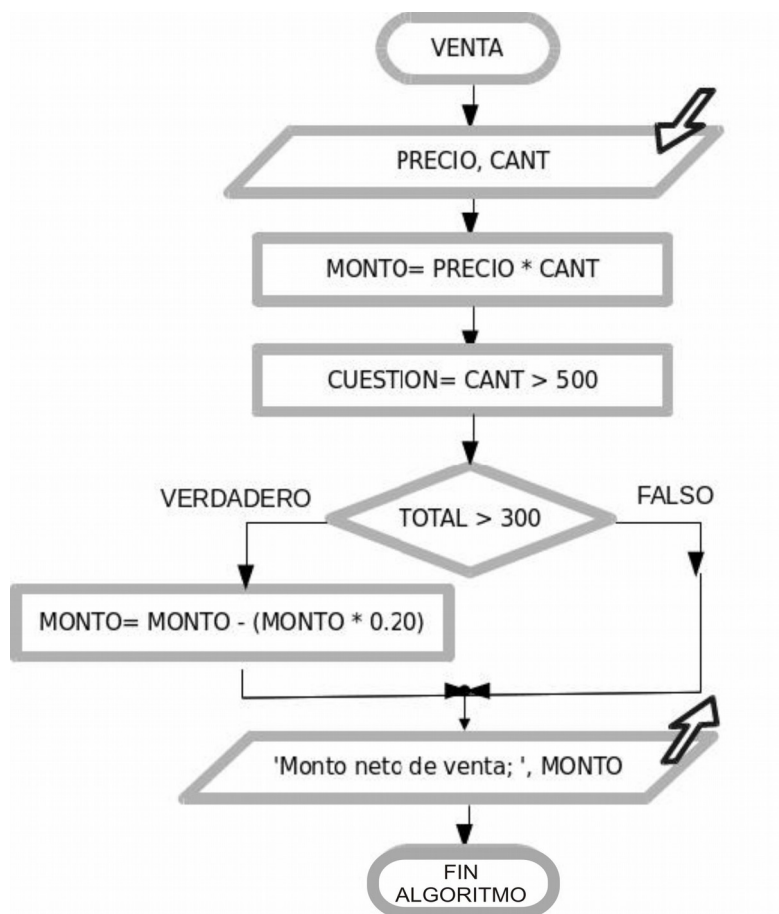 VENTA
PRECIO, CANT
MONTO= PRECIO * CANT
CUESTION= CANT > 500
VERDADERO
FALSO
TOTAL > 300
MONTO= MONTO - (MONTO * 0.20)
'Monto neto de venta; ', MONTO
FIN
ALGORITMO